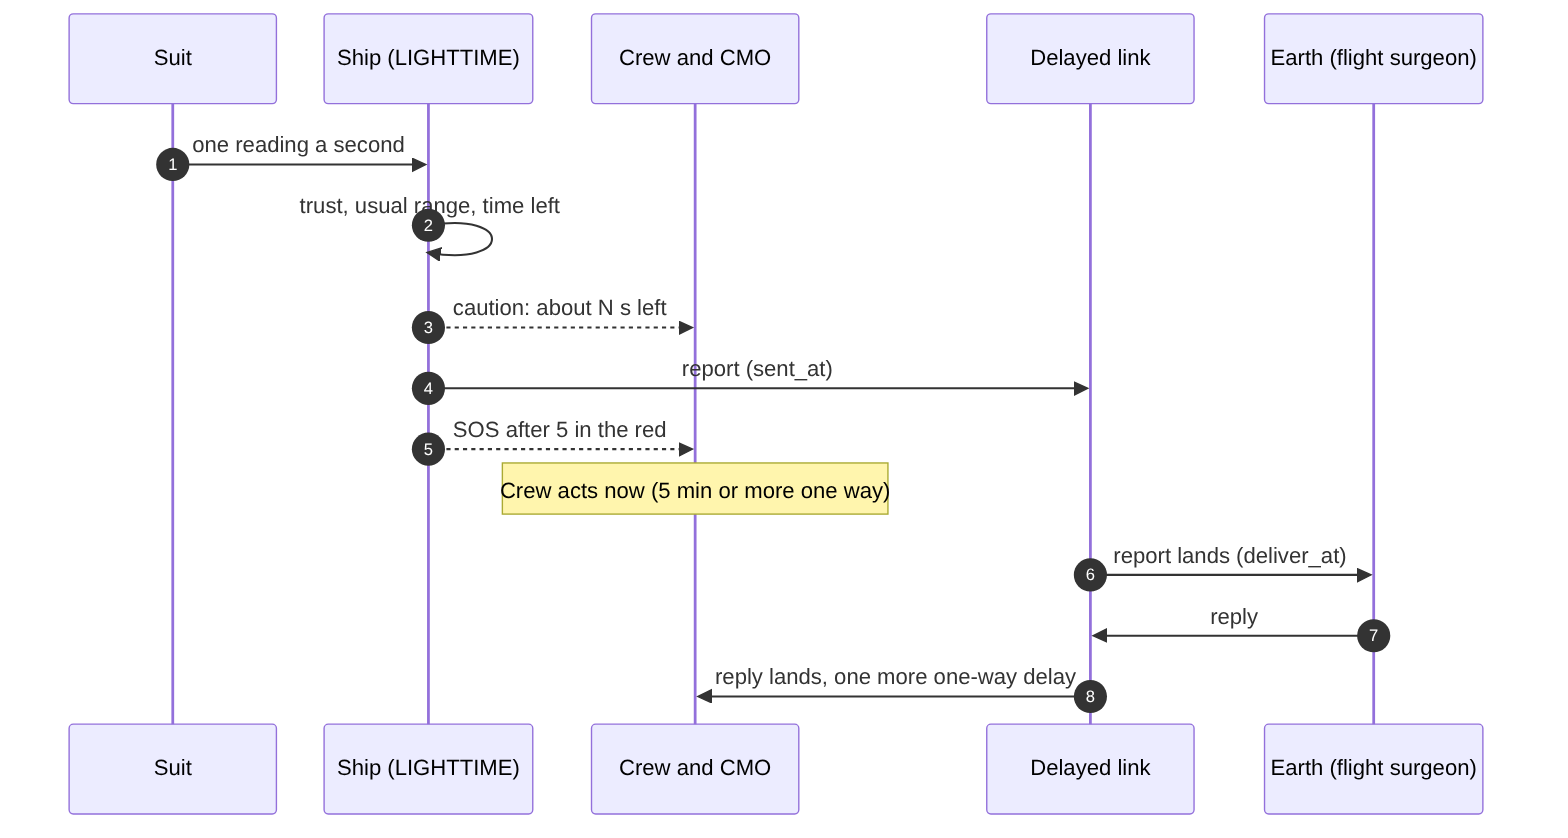 Suit
Ship (LIGHTTIME)
Crew and CMO
Delayed link
Earth (flight surgeon)
one reading a second
1
trust, usual range, time left
2
caution: about N s left
3
report (sent_at)
4
SOS after 5 in the red
5
Crew acts now (5 min or more one way)
report lands (deliver_at)
6
reply
7
reply lands, one more one-way delay
8
Suit
Ship (LIGHTTIME)
Crew and CMO
Delayed link
Earth (flight surgeon)